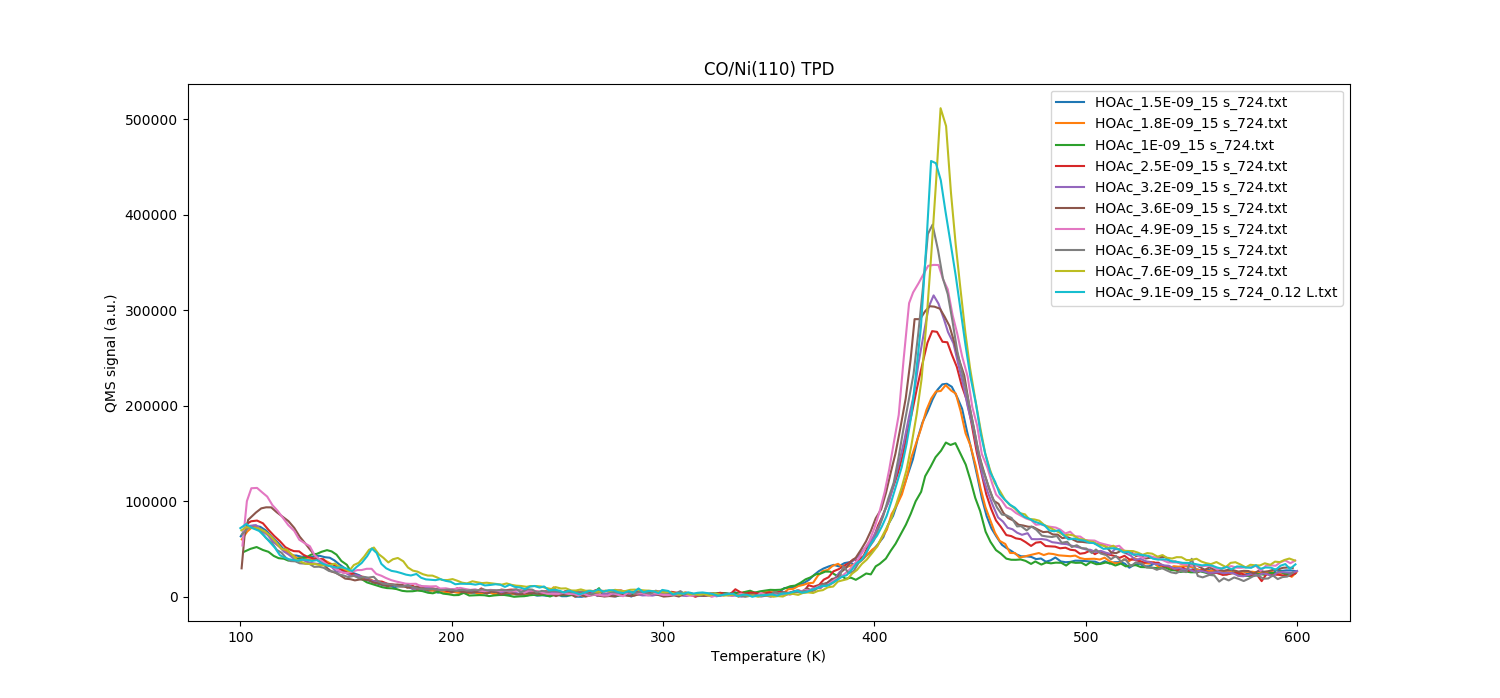 CO/Ni(110) TPD
HOAc_1.5E-09_15 s_724.txt
HOAc_1.8E-09_15 s_724.txt
HOAc_1E-09_15 s_724.txt
HOAc_2.5E-09_15 s_724.txt
HOAc_3.2E-09_15 s_724.txt
HOAc_3.6E-09_15 s_724.txt
HOAc_4.9E-09_15 s_724.txt
HOAc_6.3E-09_15 s_724.txt
HOAc_7.6E-09_15 s_724.txt
HOAc_9.1E-09_15 s_724_0.12 L.txt
QMS signal (a.u.)
500000
400000
300000
200000
100000
0
100 200 300 400 500 600
Temperature (K)